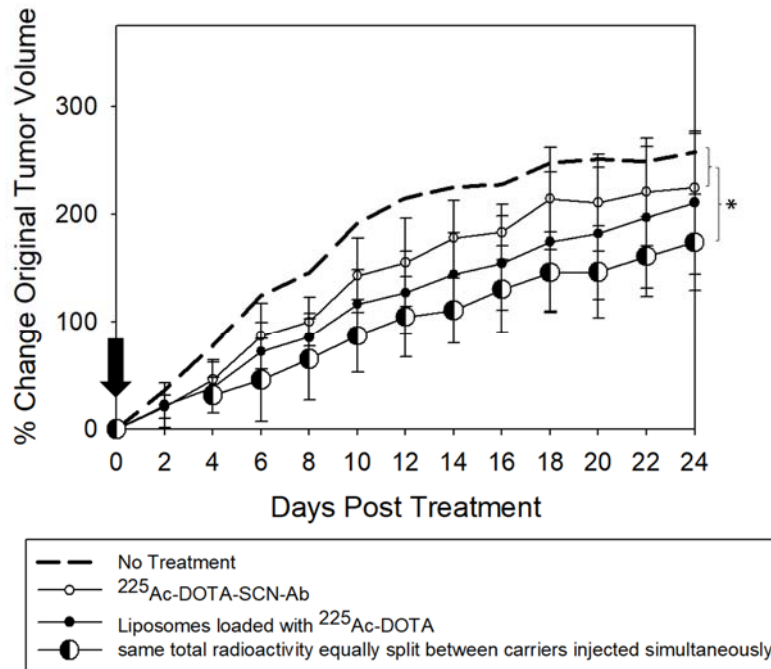 % Change Original Tumor Volume
300
200
100
0
*
0 2 4 6 8 10 12 14 16 18 20 22 24
Days Post Treatment
No Treatment
²²⁵Ac-DOTA-SCN-Ab
Liposomes loaded with ²²⁵Ac-DOTA
same total radioactivity equally split between carriers injected simultaneously